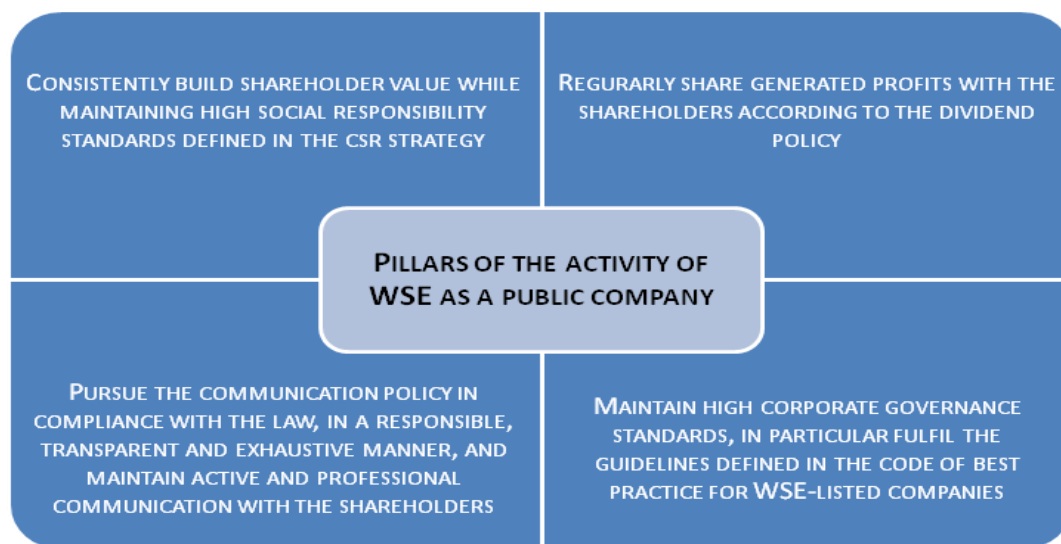 CONSISTENTLY BUILD SHAREHOLDER VALUE WHILE
MAINTAINING HIGH SOCIAL RESPONSIBILITY
STANDARDS DEFINED IN THE CSR STRATEGY
REGURARLY SHARE GENERATED PROFITS WITH THE
SHAREHOLDERS ACCORDING TO THE DIVIDEND
POLICY
PILLARS OF THE ACTIVITY OF
WSE AS A PUBLIC COMPANY
PURSUE THE COMMUNICATION POLICY IN
COMPLIANCE WITH THE LAW, IN A RESPONSIBLE,
TRANSPARENT AND EXHAUSTIVE MANNER, AND
MAINTAIN ACTIVE AND PROFESSIONAL
COMMUNICATION WITH THE SHAREHOLDERS
MAINTAIN HIGH CORPORATE GOVERNANCE
STANDARDS, IN PARTICULAR FULFIL THE
GUIDELINES DEFINED IN THE CODE OF BEST
PRACTICE FOR WSE-LISTED COMPANIES